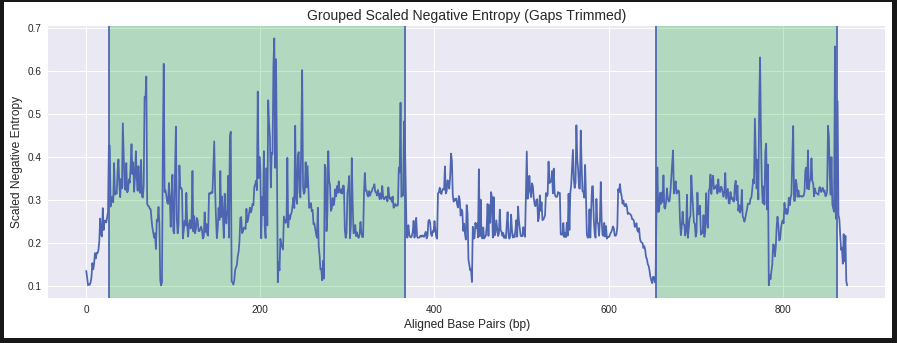 Grouped Scaled Negative Entropy (Gaps Trimmed)
Scaled Negative Entropy
0.7
0.6
0.5
0.4
0.3
0.2
0.1
0 200 400 600 800
Aligned Base Pairs (bp)